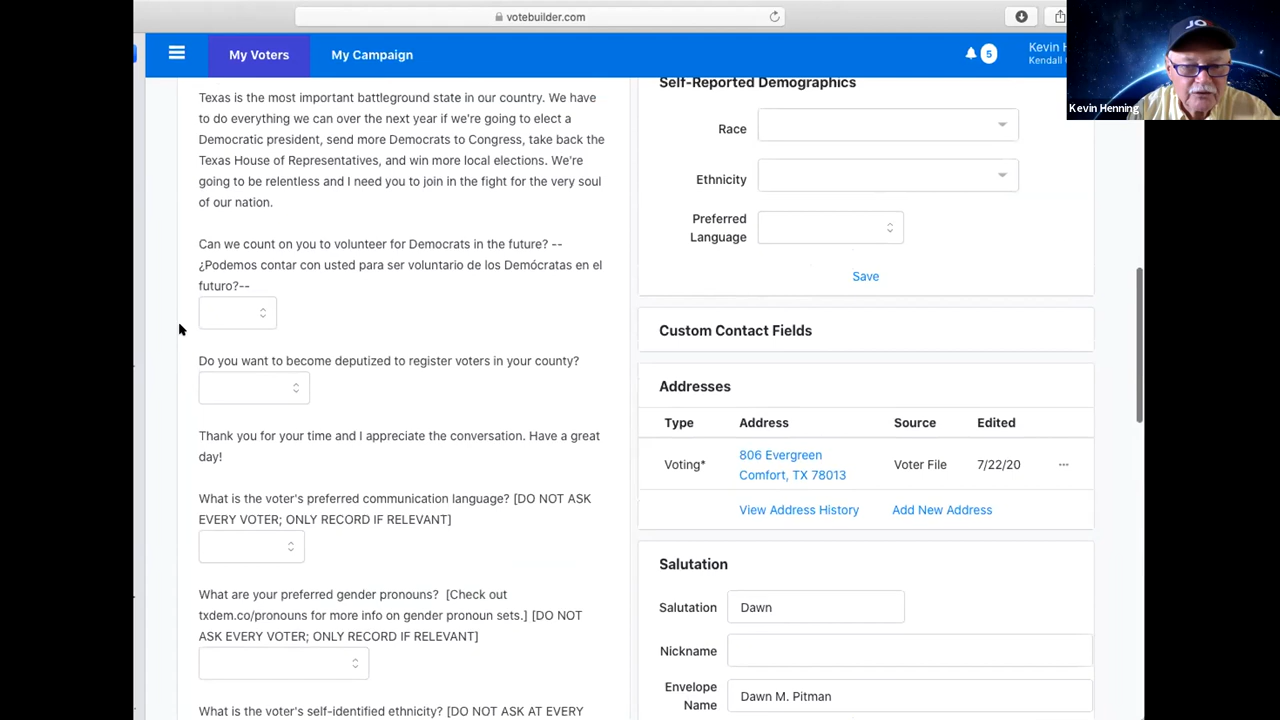 votebuilder.com
My Voters
My Campaign
5
Kevin H
Kendall
Texas is the most important battleground state in our country. We have
to do everything we can over the next year if we're going to elect a
Democratic president, send more Democrats to Congress, take back the
Texas House of Representatives, and win more local elections. We're
going to be relentless and I need you to join in the fight for the very soul
of our nation.
Can we count on you to volunteer for Democrats in the future? --
¿Podemos contar con usted para ser voluntario de los Demócratas en el
futuro?--
Do you want to become deputized to register voters in your county?
Thank you for your time and I appreciate the conversation. Have a great
day!
What is the voter's preferred communication language? [DO NOT ASK
EVERY VOTER; ONLY RECORD IF RELEVANT]
What are your preferred gender pronouns? [Check out
txdem.co/pronouns for more info on gender pronoun sets.] [DO NOT
ASK EVERY VOTER; ONLY RECORD IF RELEVANT]
What is the voter's self-identified ethnicity? [DO NOT ASK AT EVERY
Self-Reported Demographics
Race
Ethnicity
Preferred
Language
Save
Custom Contact Fields
Addresses
Type Address Source Edited
Voting* 806 Evergreen Voter File 7/22/20
Comfort, TX 78013
View Address History Add New Address
Salutation
Salutation Dawn
Nickname
Envelope
Name Dawn M. Pitman
JO
Kevin Henning